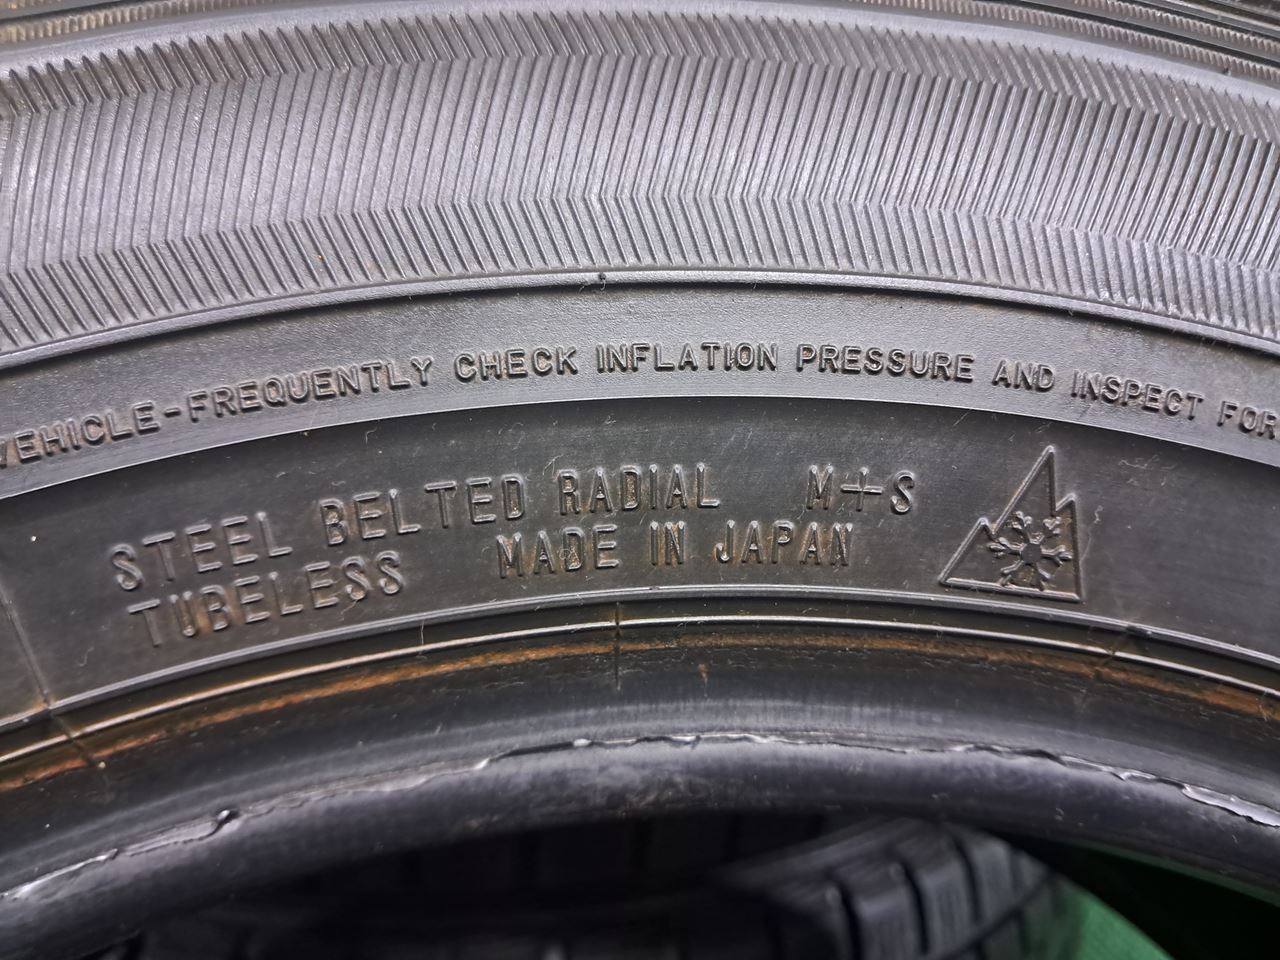 VEHICLE-FREQUENTLY CHECK INFLATION PRESSURE AND INSPECT FOR
STEEL BELTED RADIAL M+S
TUBELESS MADE IN JAPAN